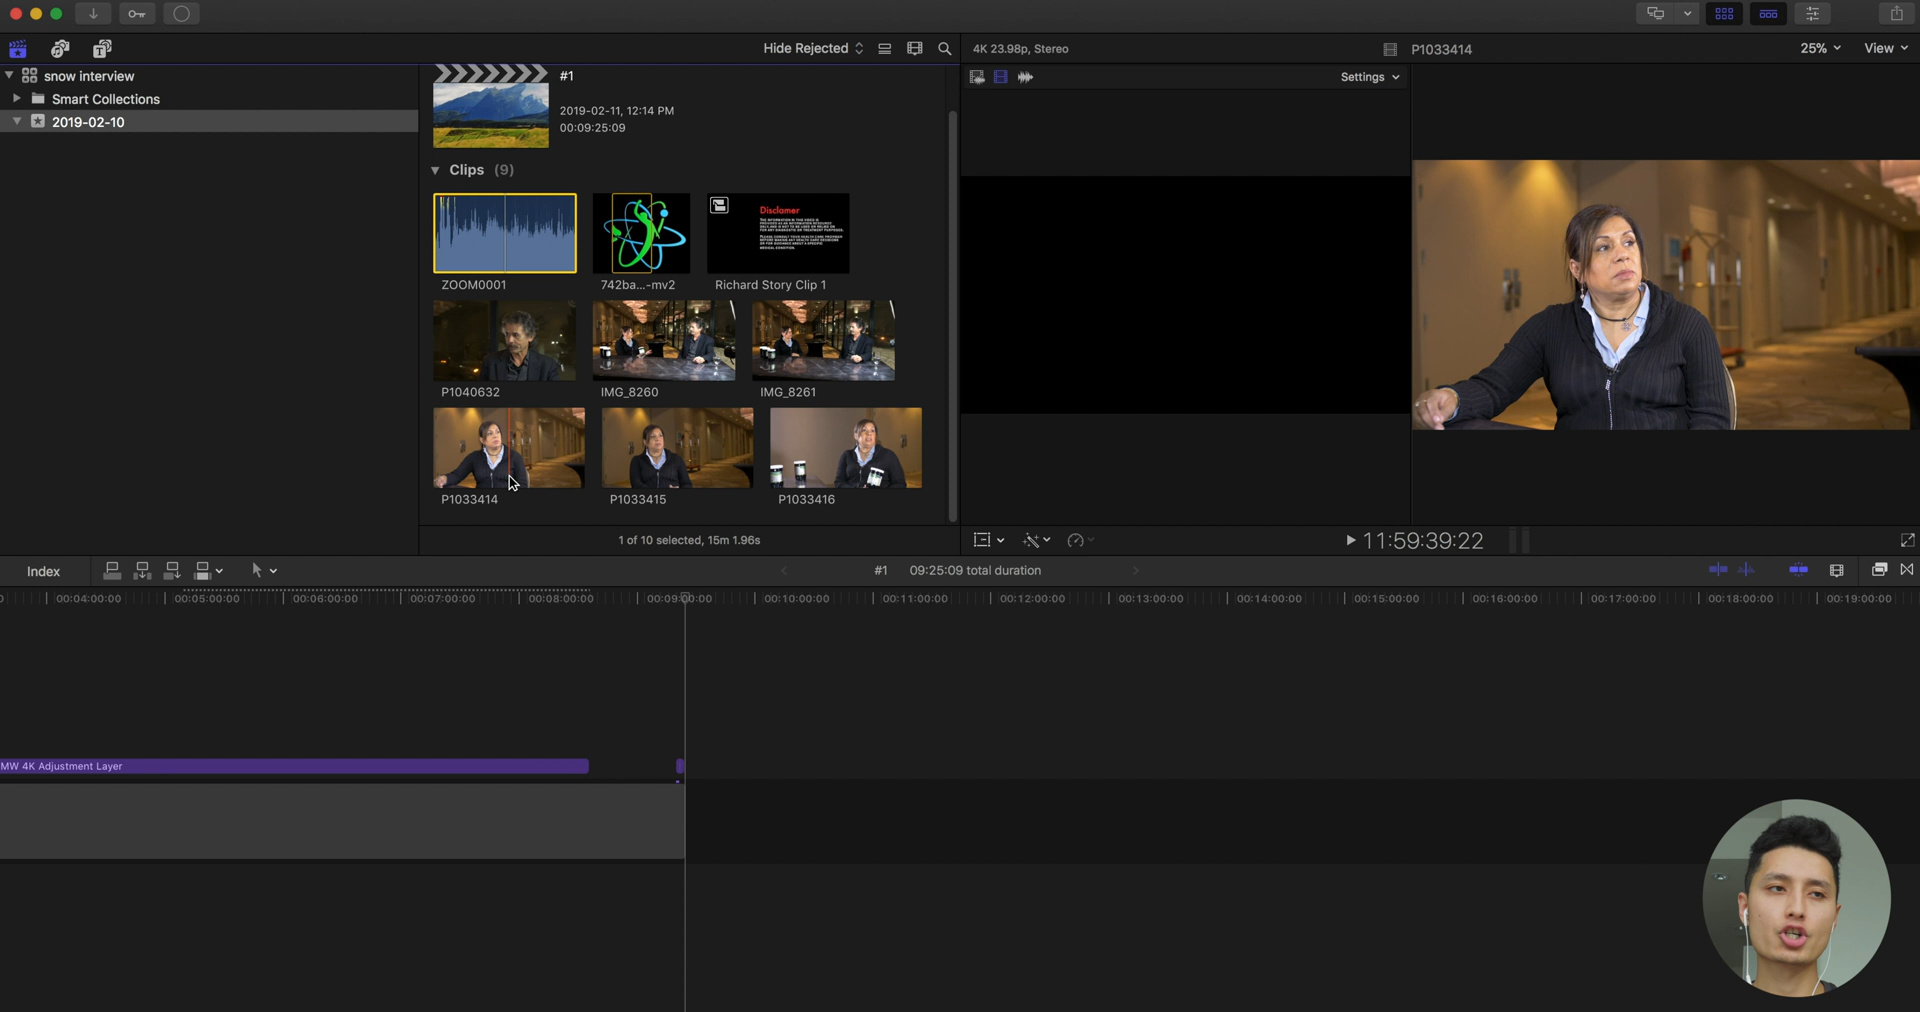 Hide Rejected
4K 23.98p, Stereo
P1033414
25%
View
snow interview
Smart Collections
2019-02-10
#1
2019-02-11, 12:14 PM
00:09:25:09
Settings
Clips (9)
Disclamer
ZOOM0001
742ba...-mv2
Richard Story Clip 1
P1040632
IMG_8260
IMG_8261
P1033414
P1033415
P1033416
1 of 10 selected, 15m 1.96s
11:59:39:22
Index
#1
09:25:09 total duration
00:04:00:00
00:05:00:00
00:06:00:00
00:07:00:00
00:08:00:00
00:10:00:00
00:11:00:00
00:12:00:00
00:13:00:00
00:14:00:00
00:15:00:00
00:16:00:00
00:17:00:00
00:18:00:00
00:19:00:00
MW 4K Adjustment Layer